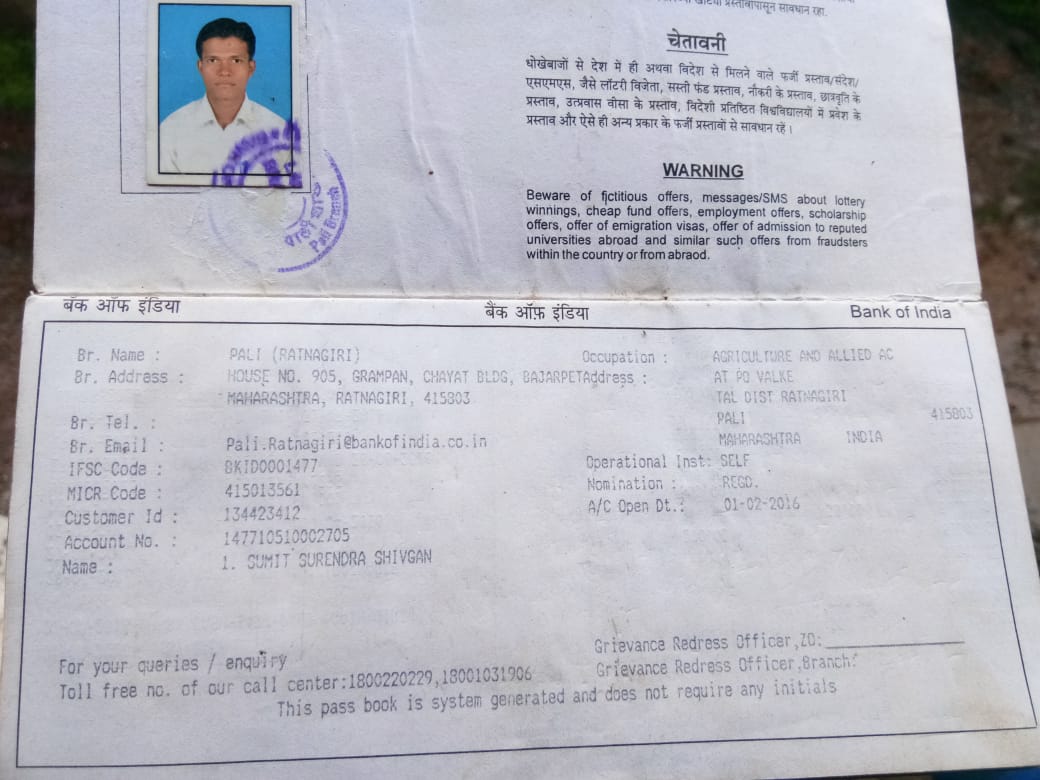 प्रस्तावापासून सावधान रहा.
चेतावनी
धोखेबाजों से देश में ही अथवा विदेश से मिलने वाले फर्जी प्रस्ताव/संदेश/
एसएमएस, जैसे लॉटरी विजेता, सस्ती फंड प्रस्ताव, नौकरी के प्रस्ताव, छात्रवृति के
प्रस्ताव, उत्प्रवास वीसा के प्रस्ताव, विदेशी प्रतिष्ठित विश्वविद्यालयों में प्रवेश के
प्रस्ताव और ऐसे ही अन्य प्रकार के फर्जी प्रस्तावों से सावधान रहें।
WARNING
Beware of fictitious offers, messages/SMS about lottery
winnings, cheap fund offers, employment offers, scholarship
offers, offer of emigration visas, offer of admission to reputed
universities abroad and similar such offers from fraudsters
within the country or from abraod.
पाली शाखा
Pali Branch
बैंक ऑफ इंडिया बैंक ऑफ़ इंडिया Bank of India
Br. Name : PALI (RATNAGIRI) Occupation : AGRICULTURE AND ALLIED AC
Br. Address : HOUSE NO. 905, GRAMPAN, CHAYAT BLDG, BAJARPETAddress : AT PO VALKE
MAHARASHTRA, RATNAGIRI, 415803 TAL DIST RATNAGIRI
Br. Tel. : PALI 415803
Br. Email : Pali.Ratnagiri@bankofindia.co.in MAHARASHTRA INDIA
IFSC Code : BKID0001477 Operational Inst: SELF
MICR Code : 415013561 Nomination : REGD.
Customer Id : 134423412 A/C Open Dt.: 01-02-2016
Account No. : 147710510002705
Name : 1. SUMIT SURENDRA SHIVGAN
Grievance Redress Officer,ZO:
For your queries / enquiry Grievance Redress Officer,Branch:
Toll free no. of our call center:1800220229,18001031906
This pass book is system generated and does not require any initials